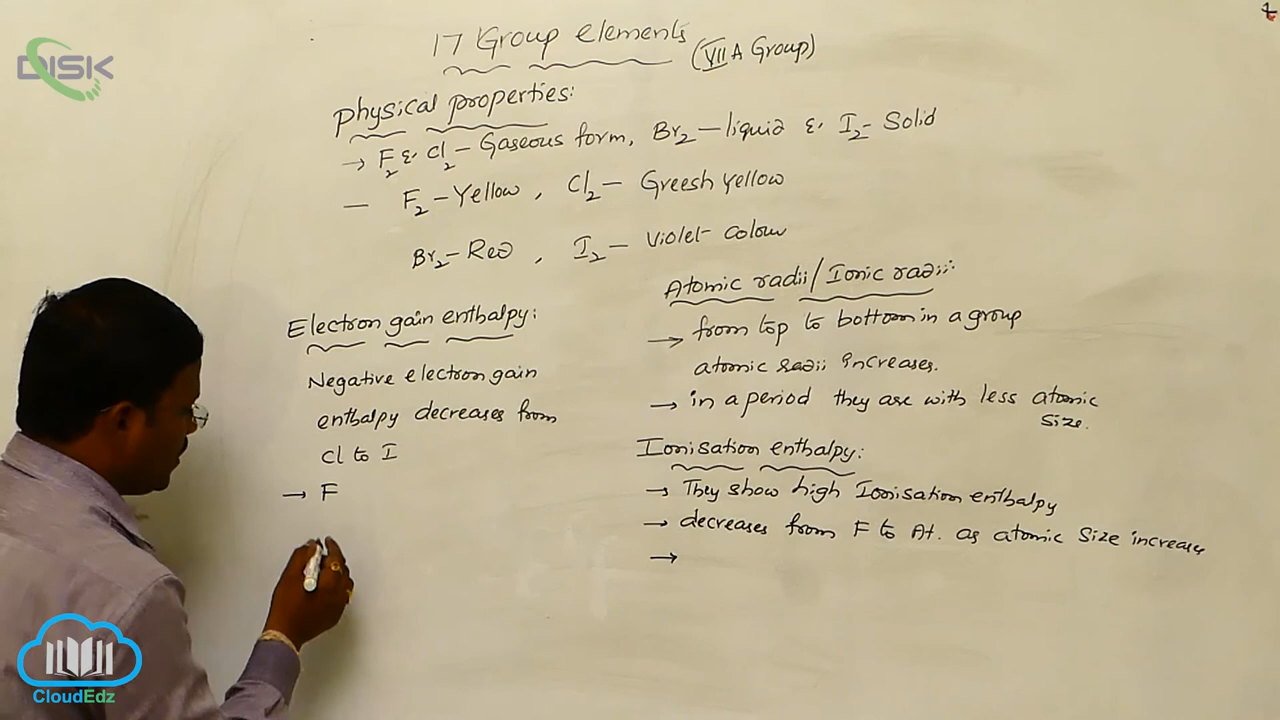 DISK
17 Group elements
(VII A Group)
Physical properties:
→ F2 & Cl2 - Gaseous form, Br2 - liquid & I2 - Solid
- F2 - Yellow, Cl2 - Greesh yellow
Br2 - Red, I2 - Violet colour
Electron gain enthalpy:
Negative electron gain
enthalpy decreases from
Cl to I
→ F
Atomic radii/Ionic radii:
→ from top to bottom in a group
atomic radii increases.
→ in a period they are with less atomic
size.
Ionisation enthalpy:
→ They show high Ionisation enthalpy
→ decreases from F to At. as atomic size increases
→
CloudEdz